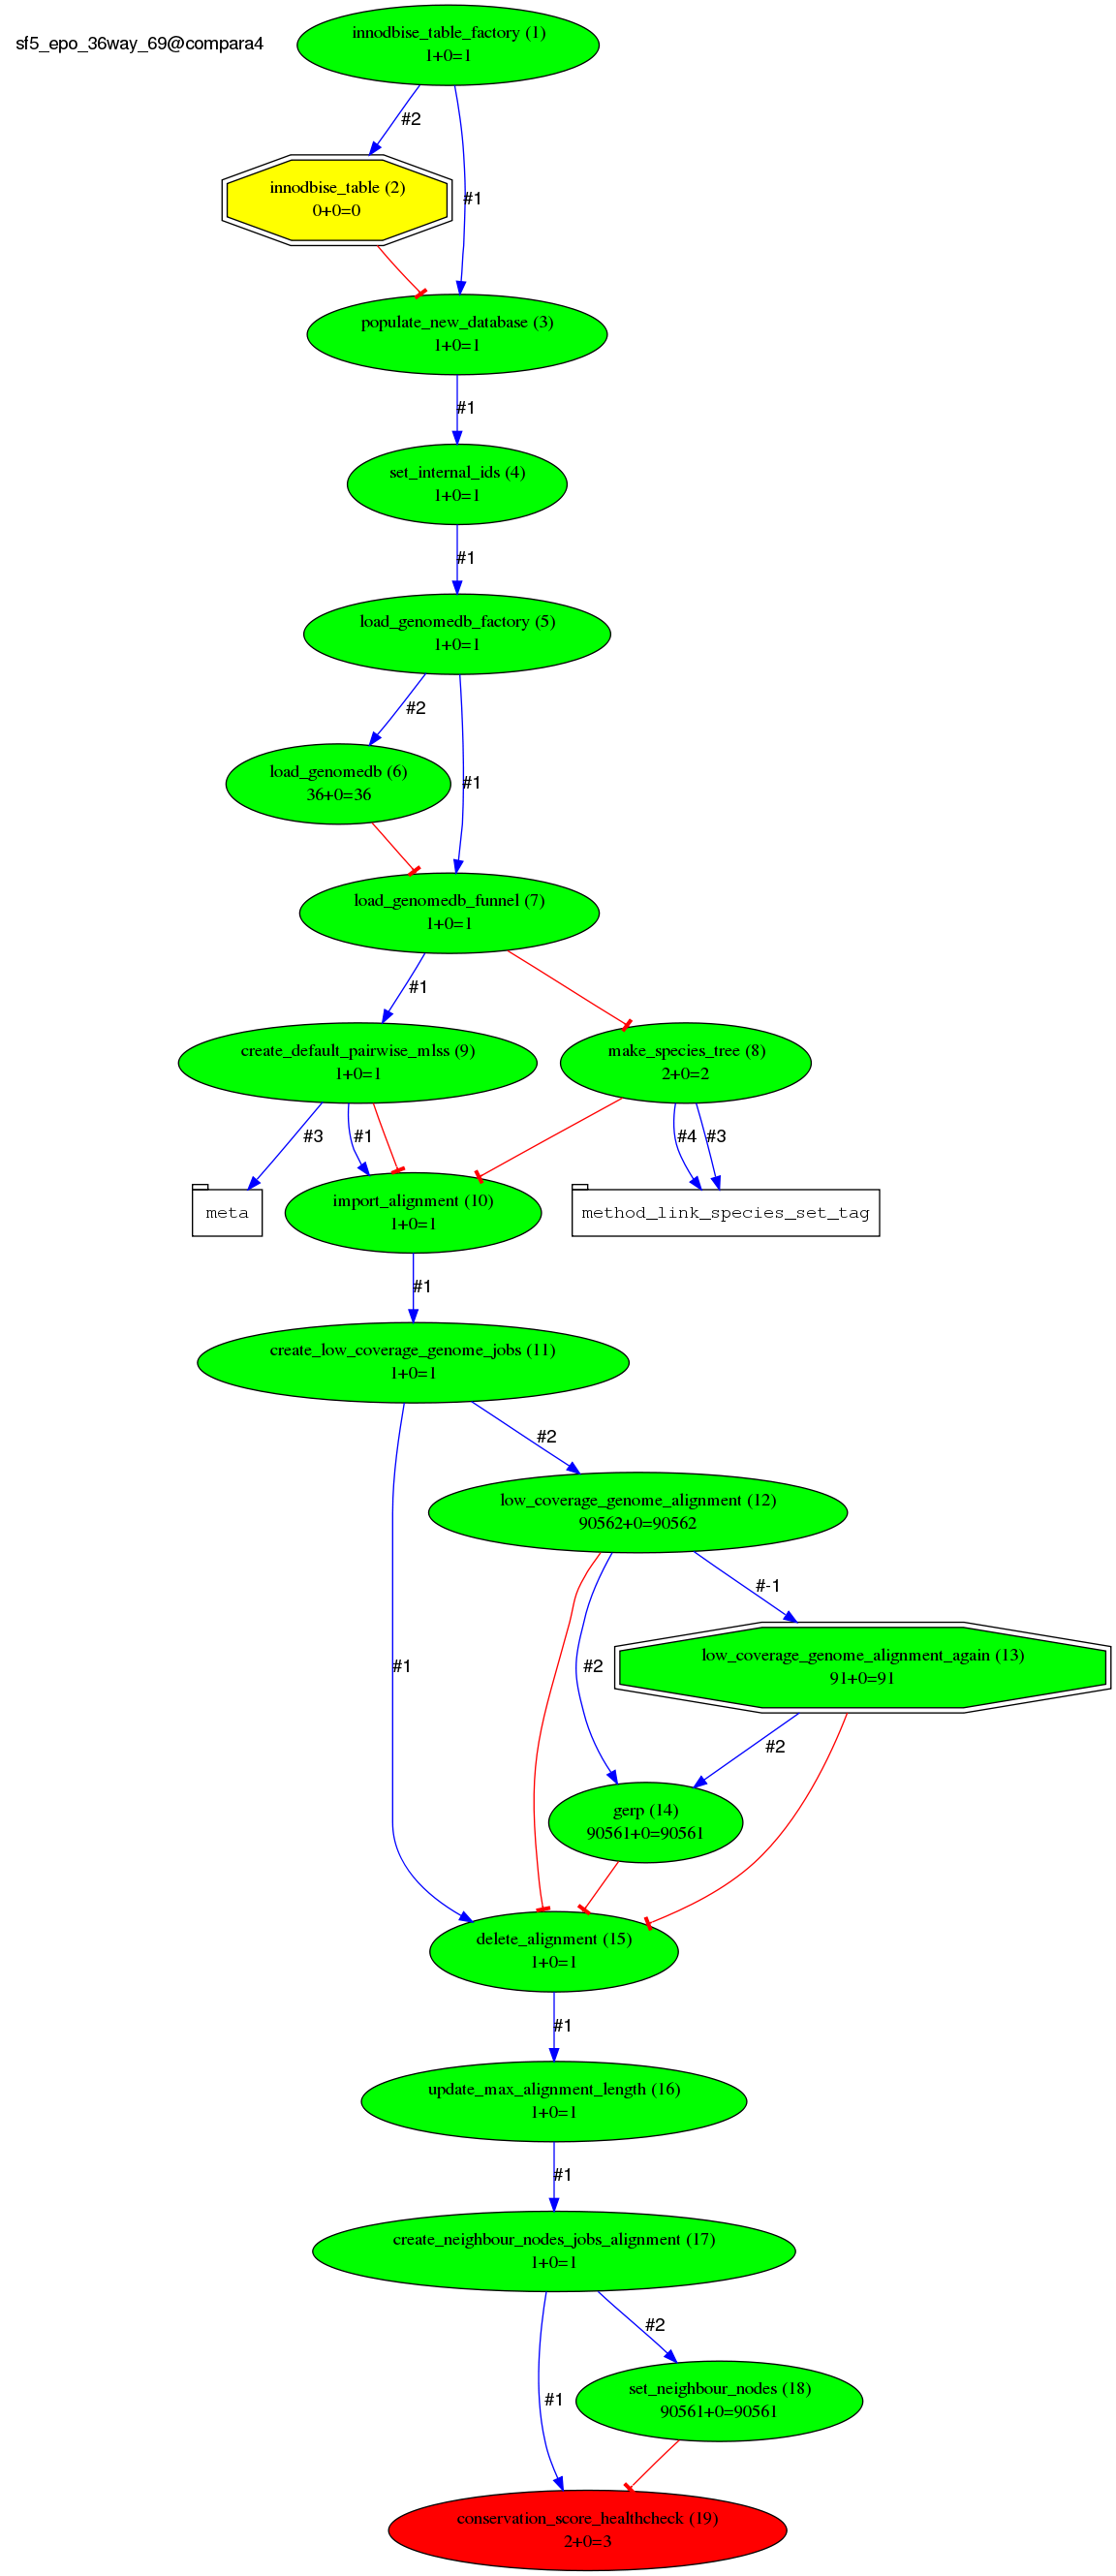 sf5_epo_36way_69@compara4
innodbise_table_factory (1)
1+0=1
#2
innodbise_table (2)
0+0=0
#1
populate_new_database (3)
1+0=1
#1
set_internal_ids (4)
1+0=1
#1
load_genomedb_factory (5)
1+0=1
#2
load_genomedb (6)
36+0=36
#1
load_genomedb_funnel (7)
1+0=1
#1
create_default_pairwise_mlss (9)
1+0=1
make_species_tree (8)
2+0=2
#3
#1
#4
#3
meta
import_alignment (10)
1+0=1
method_link_species_set_tag
#1
create_low_coverage_genome_jobs (11)
1+0=1
#2
low_coverage_genome_alignment (12)
90562+0=90562
#-1
#1
#2
low_coverage_genome_alignment_again (13)
91+0=91
#2
gerp (14)
90561+0=90561
delete_alignment (15)
1+0=1
#1
update_max_alignment_length (16)
1+0=1
#1
create_neighbour_nodes_jobs_alignment (17)
1+0=1
#2
#1
set_neighbour_nodes (18)
90561+0=90561
conservation_score_healthcheck (19)
2+0=3